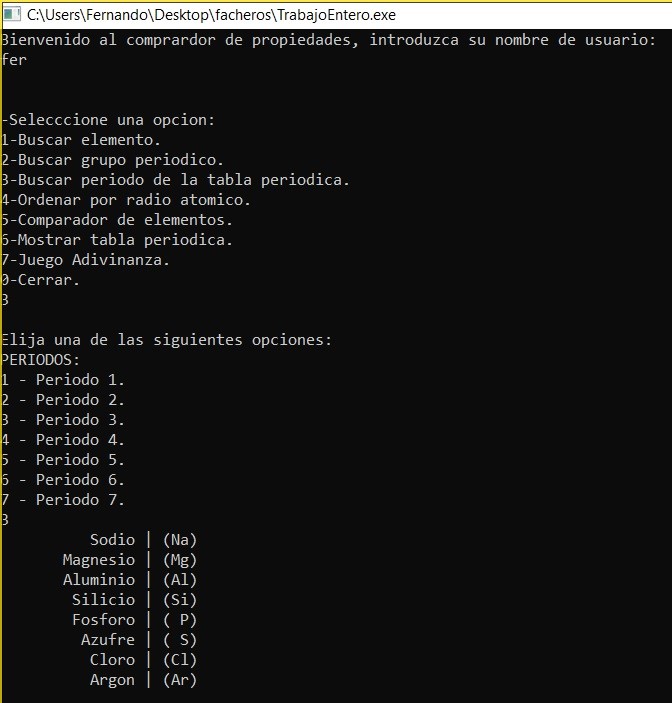 C:\Users\Fernando\Desktop\facheros\TrabajoEntero.exe
Bienvenido al comprardor de propiedades, introduzca su nombre de usuario:
fer
-Selecccione una opcion:
1-Buscar elemento.
2-Buscar grupo periodico.
3-Buscar periodo de la tabla periodica.
4-Ordenar por radio atomico.
5-Comparador de elementos.
6-Mostrar tabla periodica.
7-Juego Adivinanza.
0-Cerrar.
3
Elija una de las siguientes opciones:
PERIODOS:
1 - Periodo 1.
2 - Periodo 2.
3 - Periodo 3.
4 - Periodo 4.
5 - Periodo 5.
6 - Periodo 6.
7 - Periodo 7.
3
Sodio | (Na)
Magnesio | (Mg)
Aluminio | (Al)
Silicio | (Si)
Fosforo | ( P)
Azufre | ( S)
Cloro | (Cl)
Argon | (Ar)